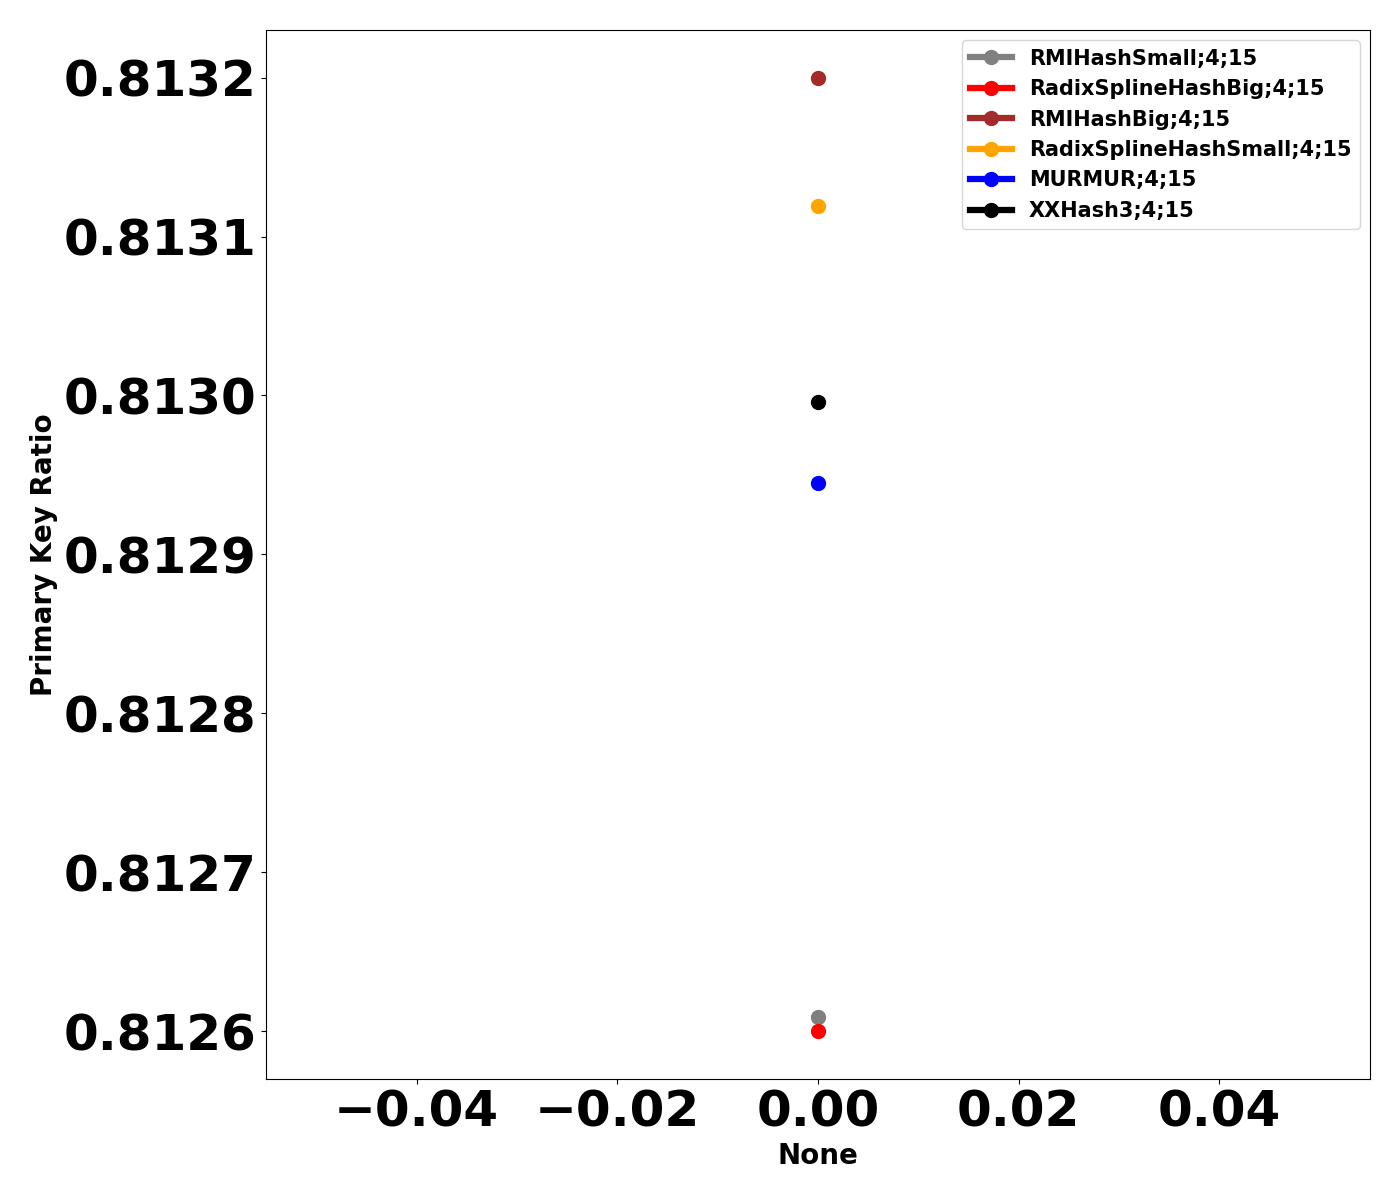 0.8132
0.8131
0.8130
0.8129
0.8128
0.8127
0.8126
Primary Key Ratio
−0.04
−0.02
0.00
0.02
0.04
None
RMIHashSmall;4;15
RadixSplineHashBig;4;15
RMIHashBig;4;15
RadixSplineHashSmall;4;15
MURMUR;4;15
XXHash3;4;15